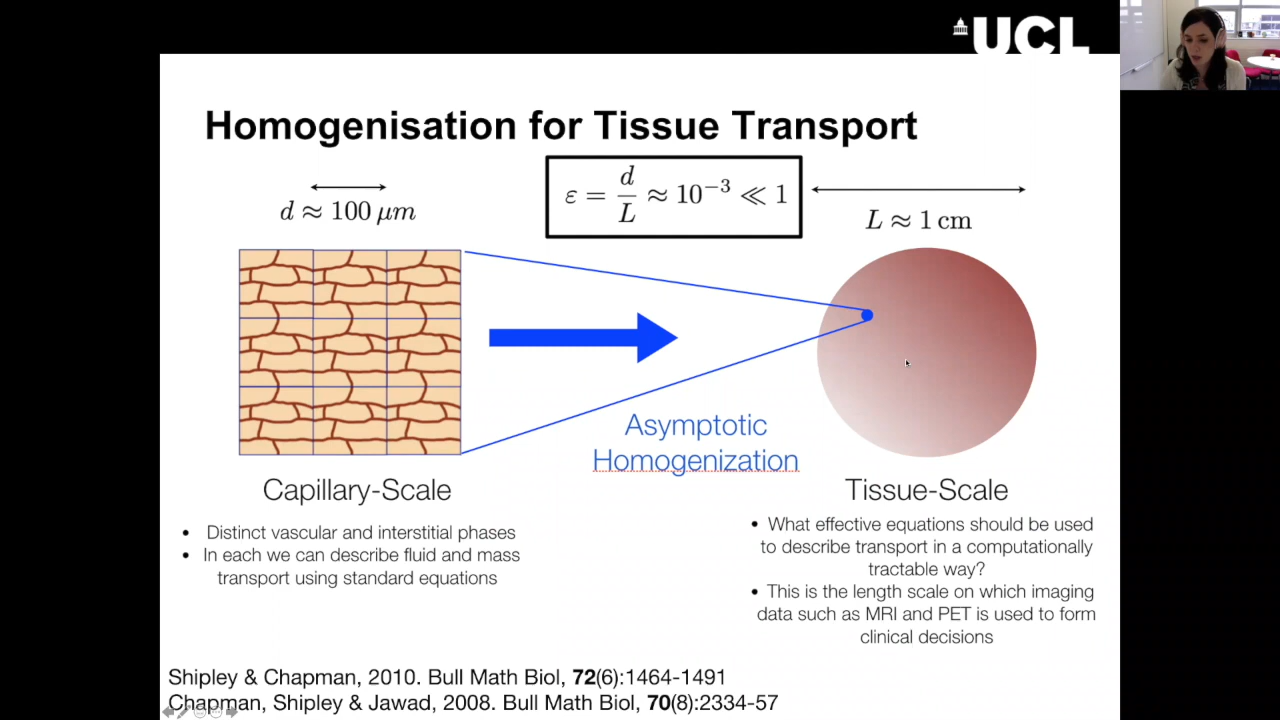 UCL
Homogenisation for Tissue Transport
d ≈ 100 μm
ε = d/L ≈ 10⁻³ ≪ 1
L ≈ 1 cm
Asymptotic
Homogenization
Capillary-Scale
• Distinct vascular and interstitial phases
• In each we can describe fluid and mass
transport using standard equations
Tissue-Scale
• What effective equations should be used
to describe transport in a computationally
tractable way?
• This is the length scale on which imaging
data such as MRI and PET is used to form
clinical decisions
Shipley & Chapman, 2010. Bull Math Biol, 72(6):1464-1491
Chapman, Shipley & Jawad, 2008. Bull Math Biol, 70(8):2334-57